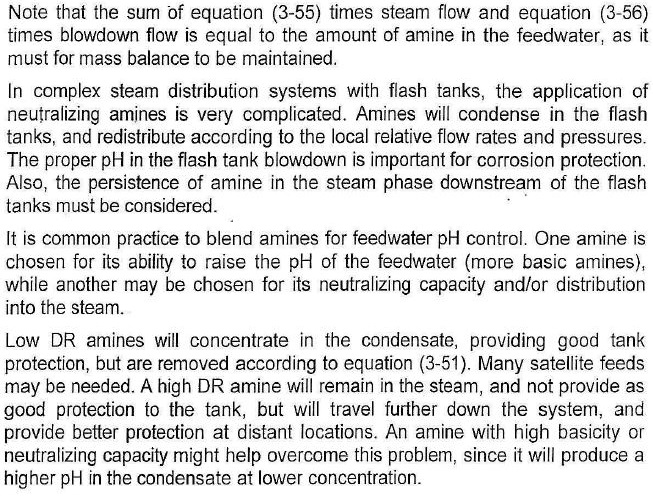 Note that the sum of equation (3-55) times steam flow and equation (3-56)
times blowdown flow is equal to the amount of amine in the feedwater, as it
must for mass balance to be maintained.
In complex steam distribution systems with flash tanks, the application of
neutralizing amines is very complicated. Amines will condense in the flash
tanks, and redistribute according to the local relative flow rates and pressures.
The proper pH in the flash tank blowdown is important for corrosion protection.
Also, the persistence of amine in the steam phase downstream of the flash
tanks must be considered.
It is common practice to blend amines for feedwater pH control. One amine is
chosen for its ability to raise the pH of the feedwater (more basic amines),
while another may be chosen for its neutralizing capacity and/or distribution
into the steam.
Low DR amines will concentrate in the condensate, providing good tank
protection, but are removed according to equation (3-51). Many satellite feeds
may be needed. A high DR amine will remain in the steam, and not provide as
good protection to the tank, but will travel further down the system, and
provide better protection at distant locations. An amine with high basicity or
neutralizing capacity might help overcome this problem, since it will produce a
higher pH in the condensate at lower concentration.